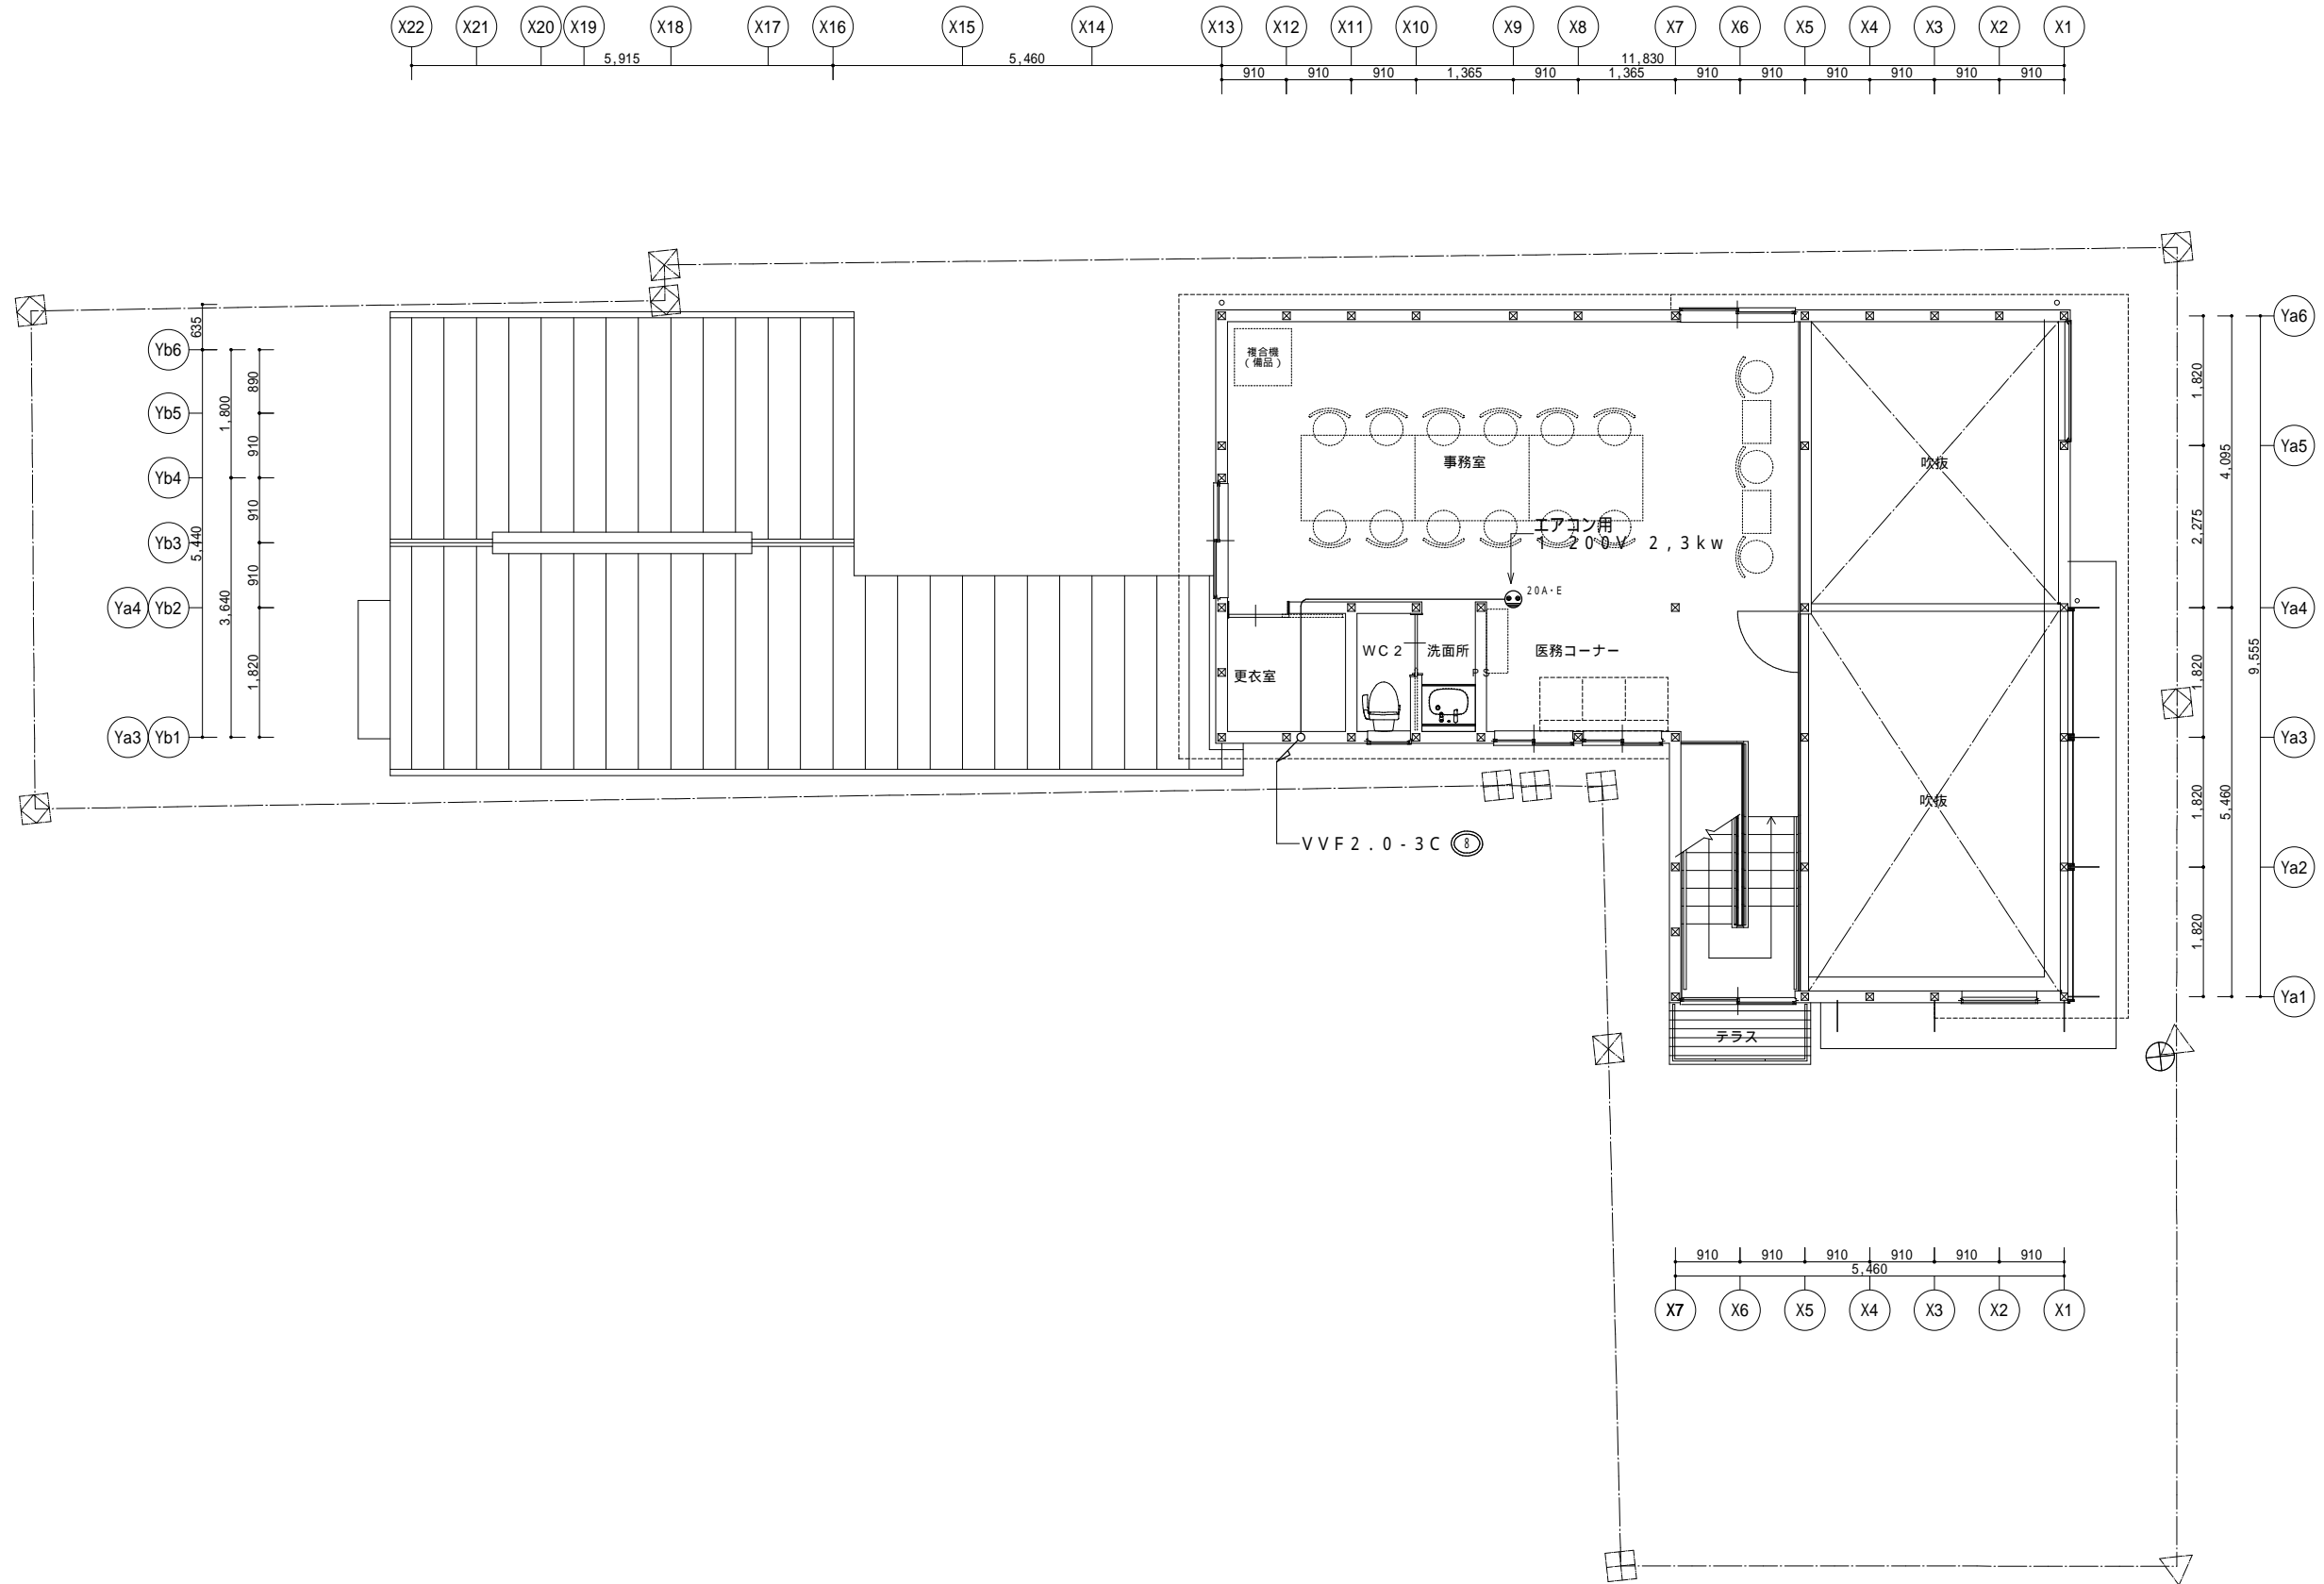 X22 X21 X20 X19 X18 X17 X16 X15 X14 X13 X12 X11 X10 X9 X8 X7 X6 X5 X4 X3 X2 X1
5,915 5,460 11,830
910 910 910 1,365 910 1,365 910 910 910 910 910 910
Yb6
Yb5
Yb4
Yb3
Ya4 Yb2
Ya3 Yb1
635
5,440
1,800
3,640
890
910
910
910
1,820
複合機
(備品)
事務室
エアコン用
1 200V 2,3kw
20A・E
吹抜
WC2
洗面所
PS
医務コーナー
更衣室
VVF2.0-3C 8
吹抜
テラス
Ya6
Ya5
Ya4
Ya3
Ya2
Ya1
1,820
2,275
1,820
1,820
1,820
4,095
5,460
9,555
910 910 910 910 910 910
5,460
X7 X6 X5 X4 X3 X2 X1